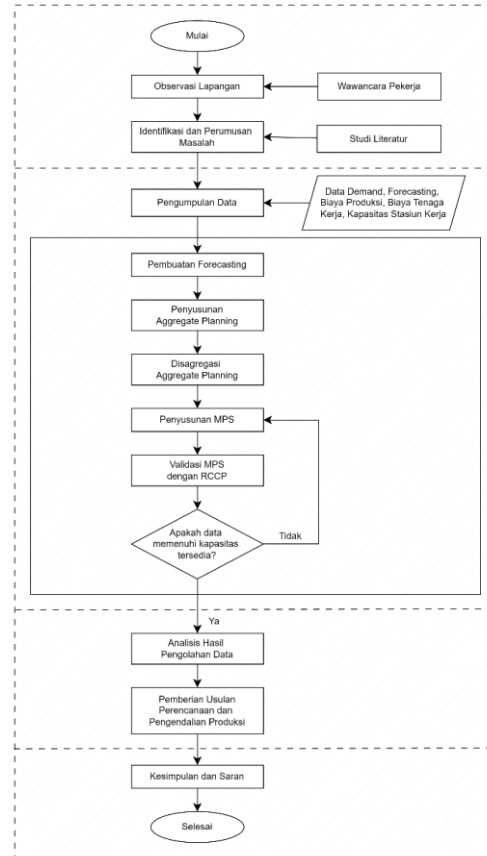 Mulai
Observasi Lapangan
Wawancara Pekerja
Identifikasi dan Perumusan
Masalah
Studi Literatur
Pengumpulan Data
Data Demand, Forecasting,
Biaya Produksi, Biaya Tenaga
Kerja, Kapasitas Stasiun Kerja
Pembuatan Forecasting
Penyusunan
Aggregate Planning
Disagregasi
Aggregate Planning
Penyusunan MPS
Validasi MPS
dengan RCCP
Apakah data
memenuhi kapasitas
tersedia?
Tidak
Ya
Analisis Hasil
Pengolahan Data
Pemberian Usulan
Perencanaan dan
Pengendalian Produksi
Kesimpulan dan Saran
Selesai